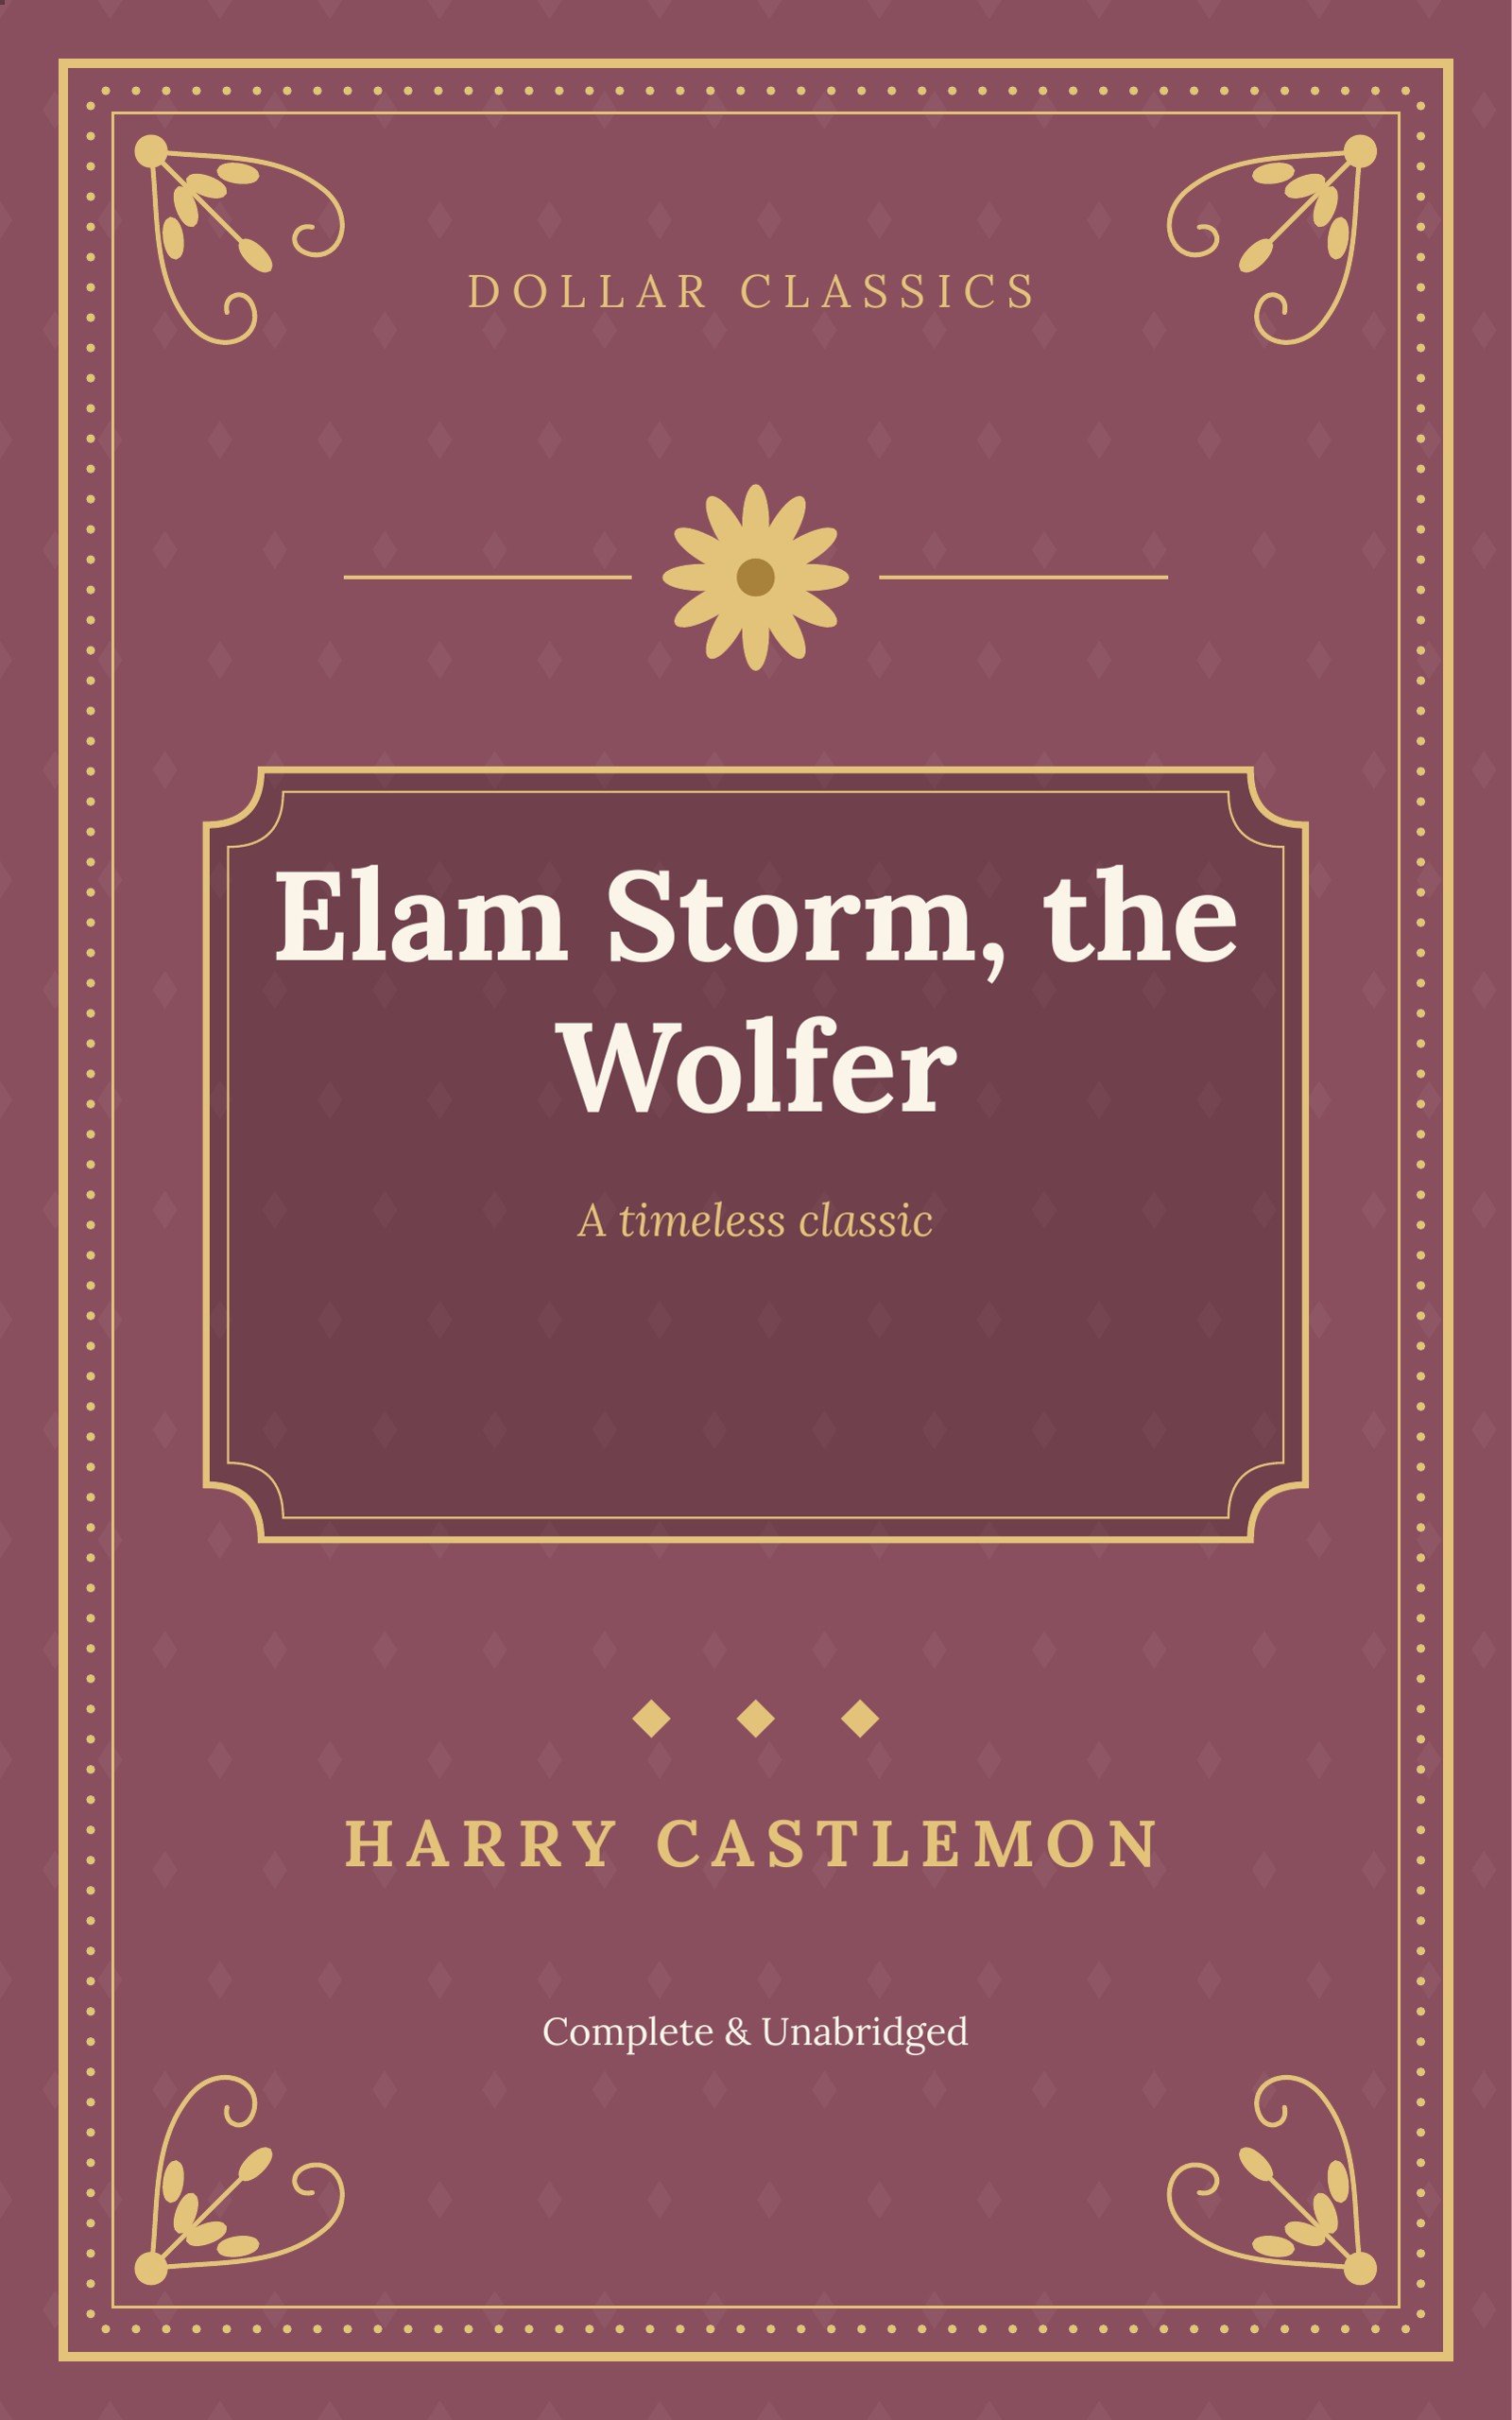 DOLLAR CLASSICS
Elam Storm, the
Wolfer
A timeless classic
HARRY CASTLEMON
Complete & Unabridged